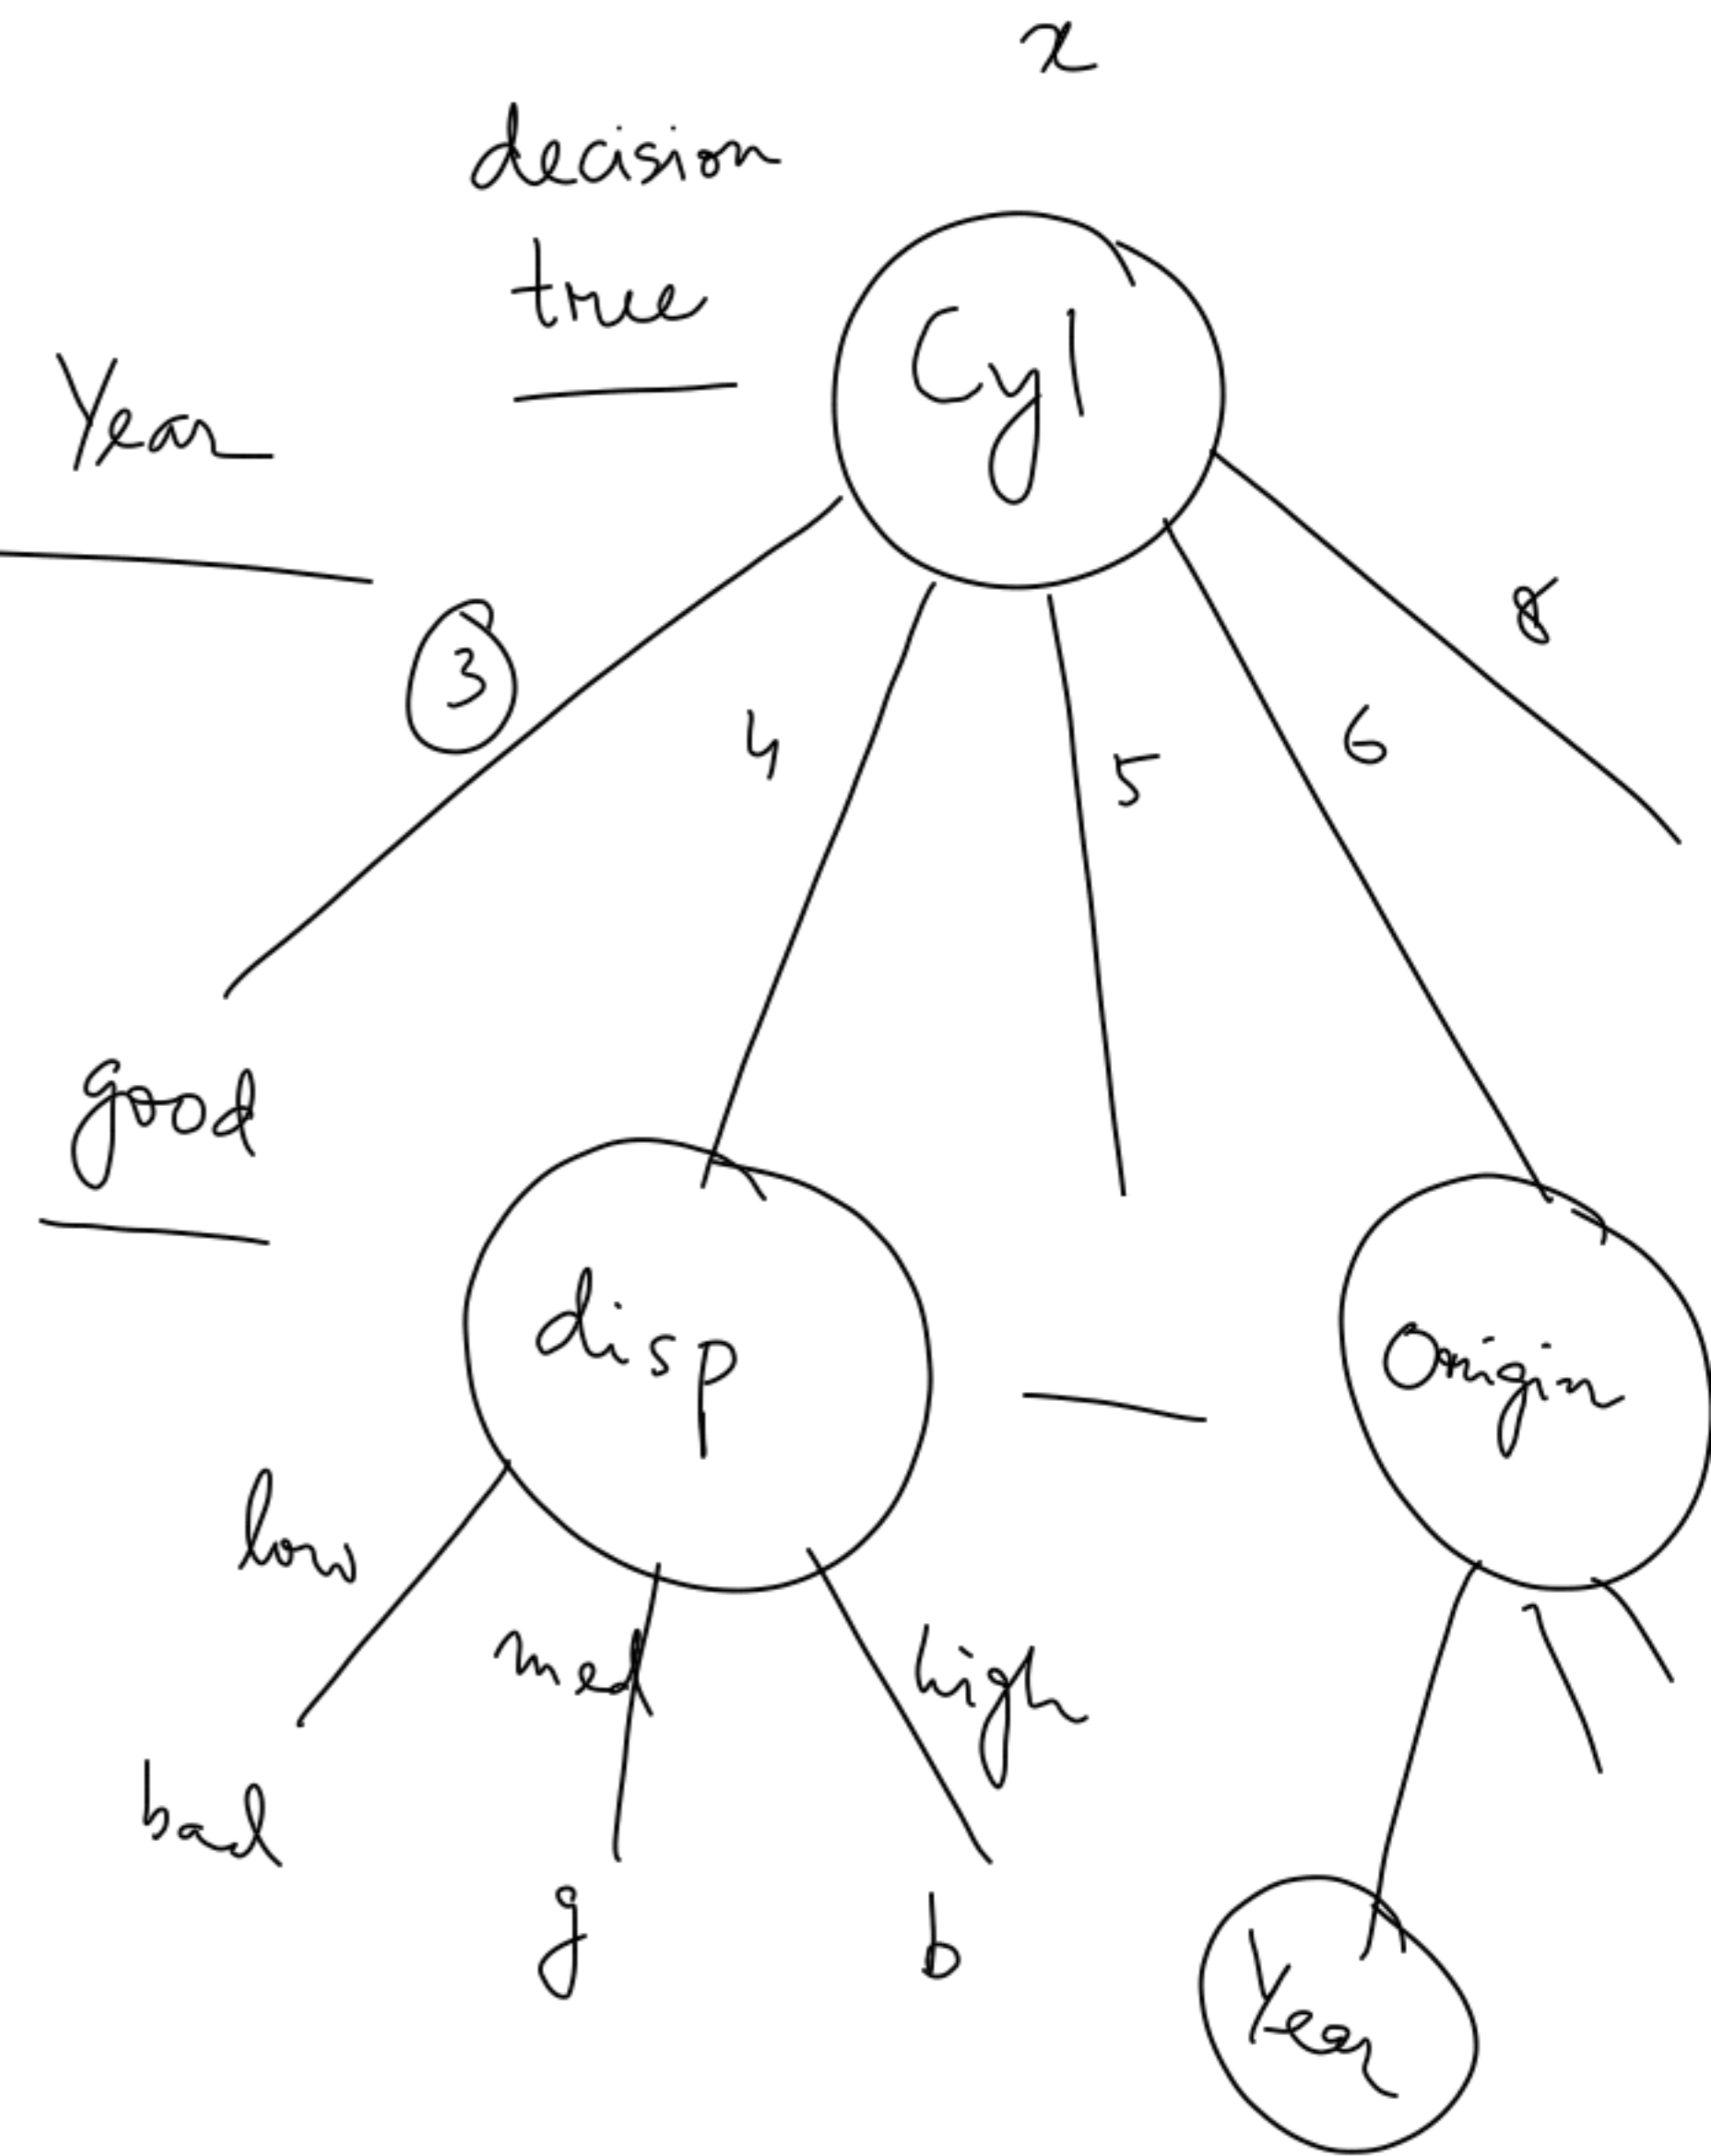 x
decision
tree
Year
Cyl
3
4
5
6
8
good
disp
Origin
low
med
high
bad
g
b
Year